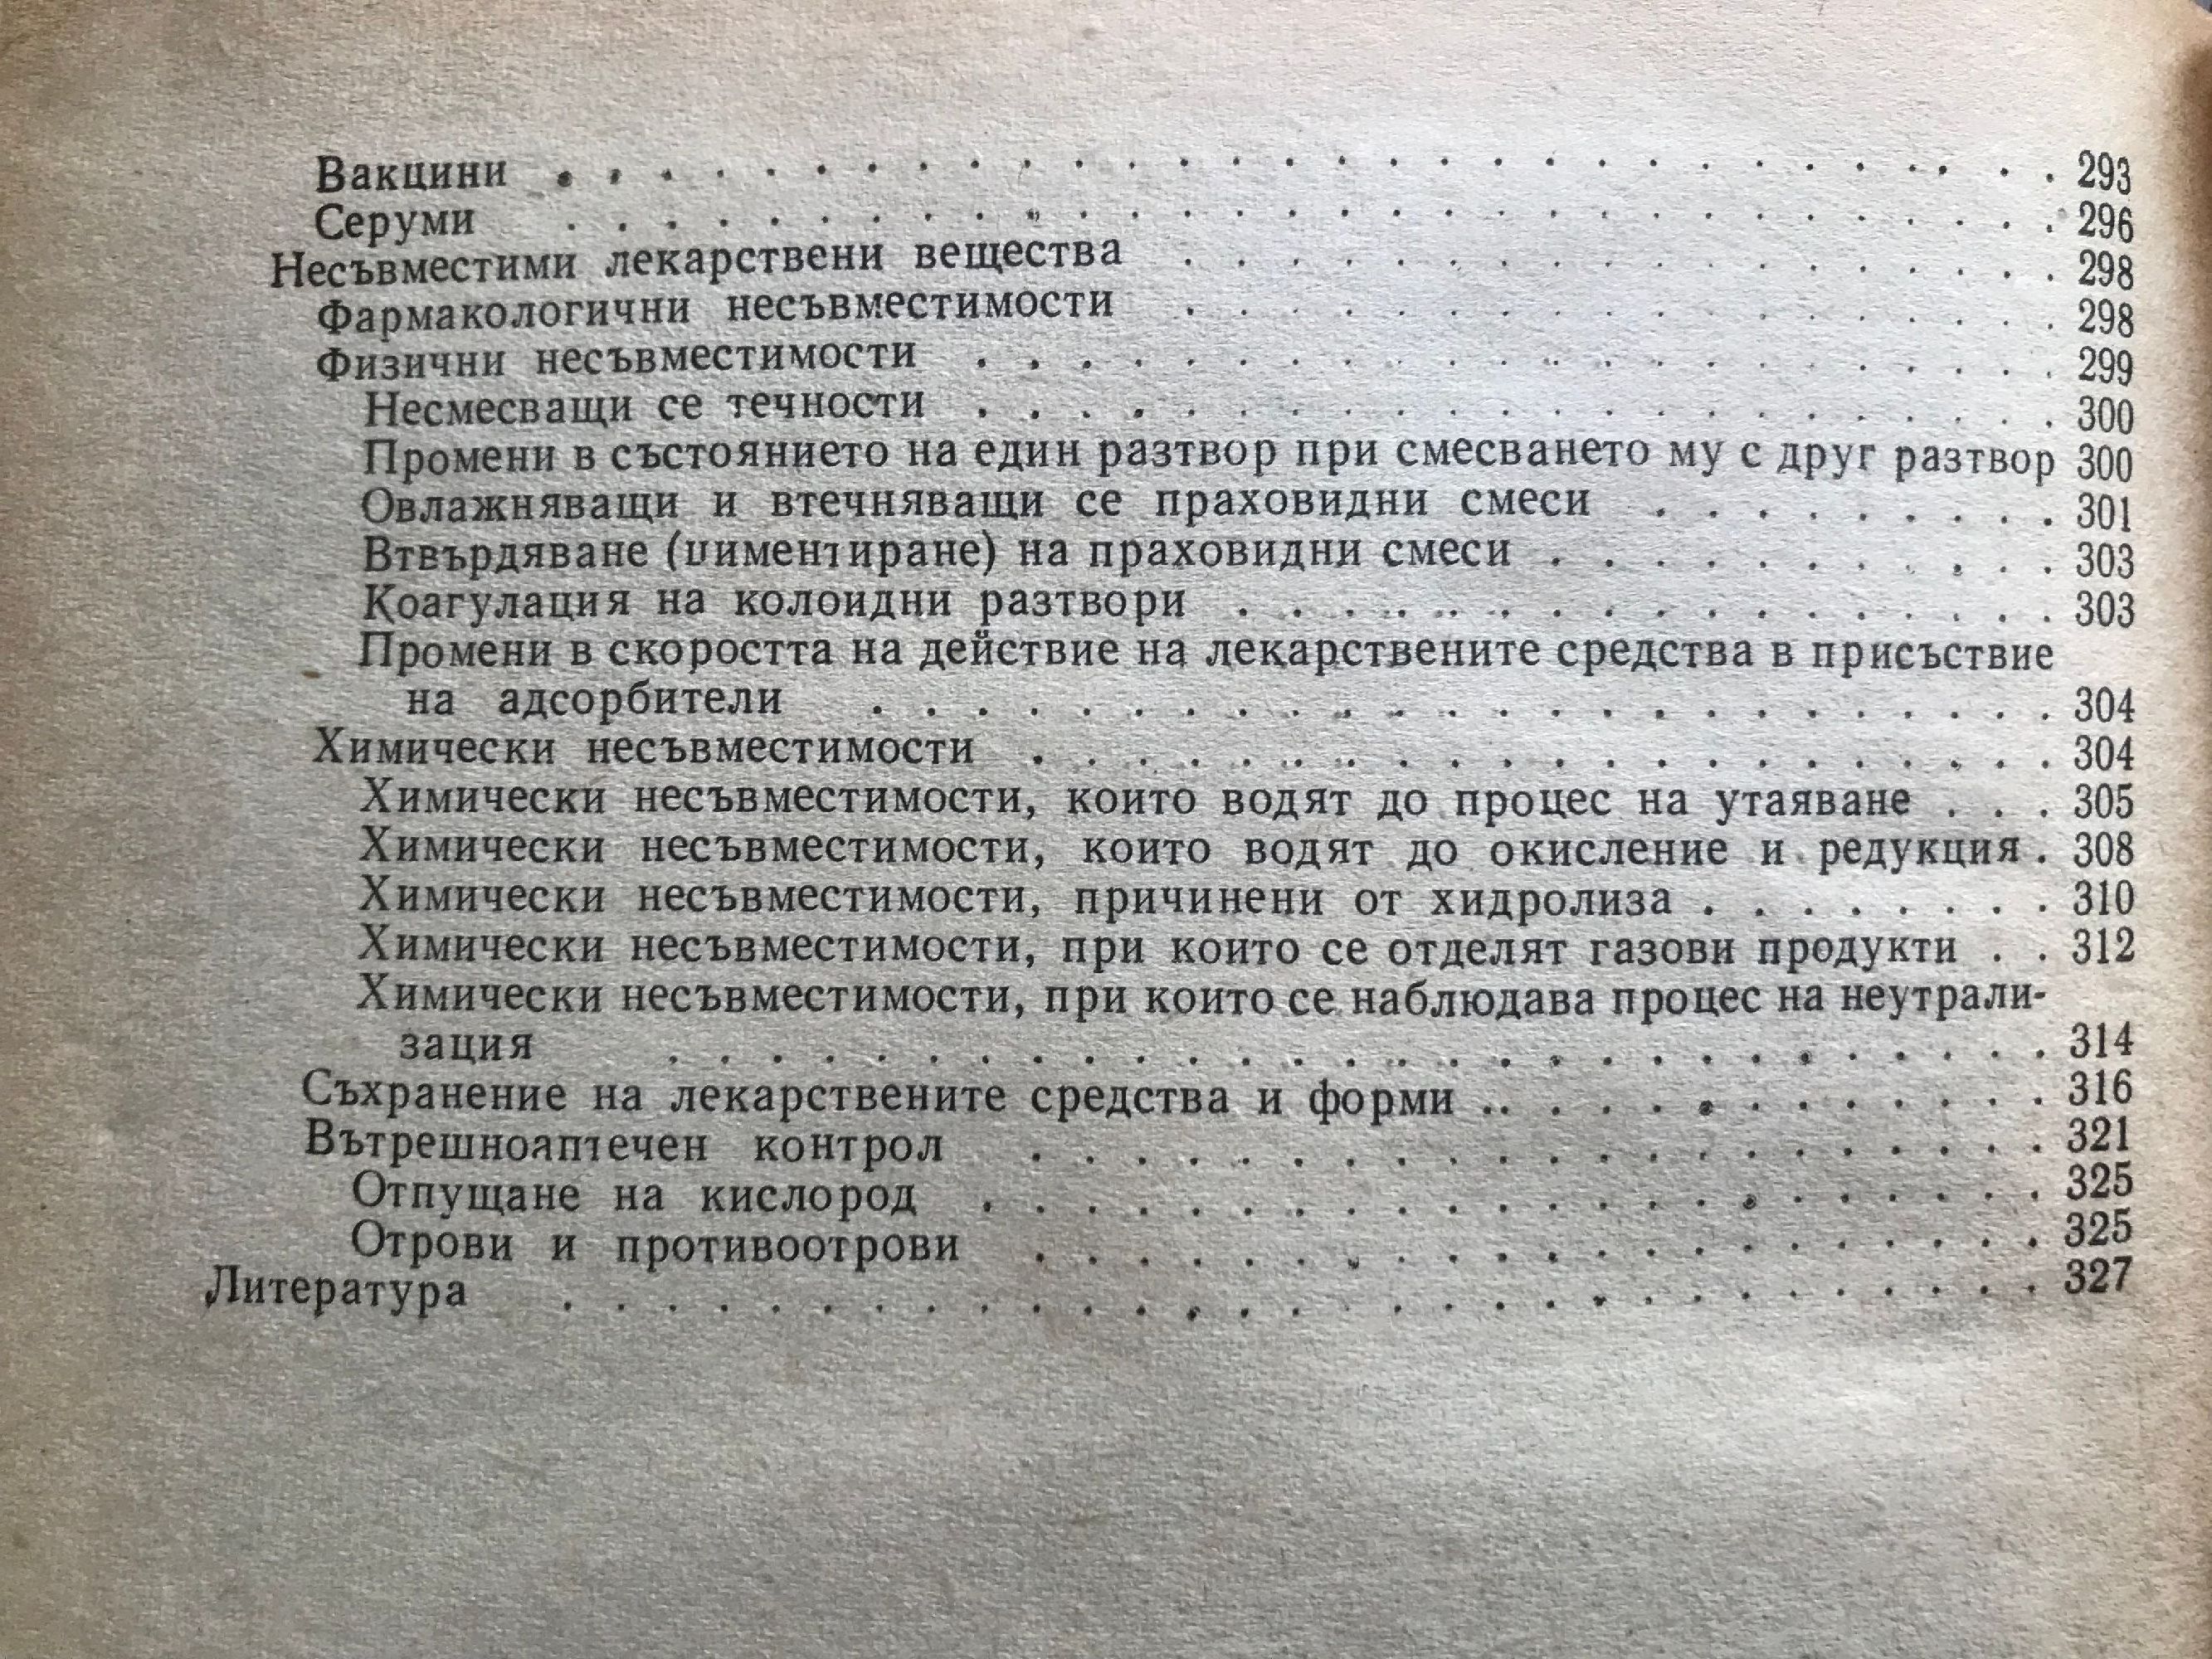 Вакцини . . . . . . . . . . . . . . . . . . . . . . . . . . . . . 293
Серуми . . . . . . . . . . . . . . . . . . . . . . . . . . . . . 296
Несъвместими лекарствени вещества . . . . . . . . . . . . . . . . . 298
Фармакологични несъвместимости . . . . . . . . . . . . . . . . . 298
Физични несъвместимости . . . . . . . . . . . . . . . . . . . . . 299
Несмесващи се течности . . . . . . . . . . . . . . . . . . . . . 300
Промени в състоянието на един разтвор при смесването му с друг разтвор 300
Овлажняващи и втечняващи се праховидни смеси . . . . . . . . 301
Втвърдяване (циментиране) на праховидни смеси . . . . . . . . . . 303
Коагулация на колоидни разтвори . . . . . . . . . . . . . . . . 303
Промени в скоростта на действие на лекарствените средства в присъствие
на адсорбители . . . . . . . . . . . . . . . . . . . . . . . 304
Химически несъвместимости . . . . . . . . . . . . . . . . . . . . 304
Химически несъвместимости, които водят до процес на утаяване . . . 305
Химически несъвместимости, които водят до окисление и редукция . 308
Химически несъвместимости, причинени от хидролиза . . . . . . . 310
Химически несъвместимости, при които се отделят газови продукти . . 312
Химически несъвместимости, при които се наблюдава процес на неутрали-
зация . . . . . . . . . . . . . . . . . . . . . . . . . . . 314
Съхранение на лекарствените средства и форми . . . . . . . . . . . . 316
Вътрешноаптечен контрол . . . . . . . . . . . . . . . . . . . . 321
Отпущане на кислород . . . . . . . . . . . . . . . . . . . . . 325
Отрови и противоотрови . . . . . . . . . . . . . . . . . . . . 325
Литература . . . . . . . . . . . . . . . . . . . . . . . . . . . . . 327